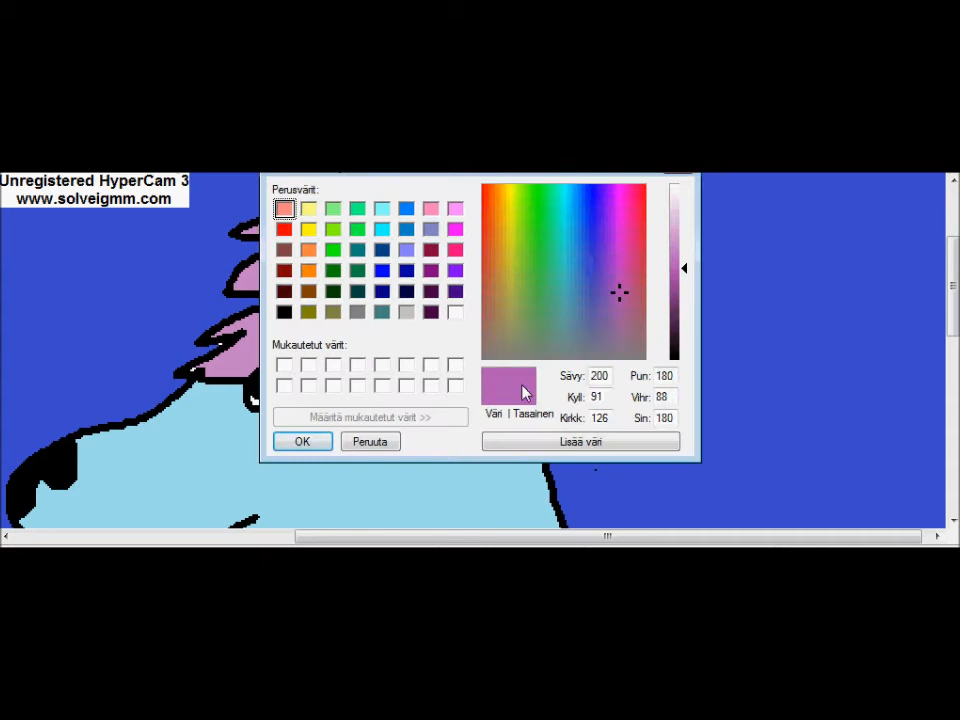 Unregistered HyperCam 3
www.solveigmm.com
Perusvärit:
Mukautetut värit:
Määritä mukautetut värit >>
OK
Peruuta
Väri | Tasainen
Sävy: 200
Kyll: 91
Kirkk: 126
Pun: 180
Vihr: 88
Sin: 180
Lisää väri